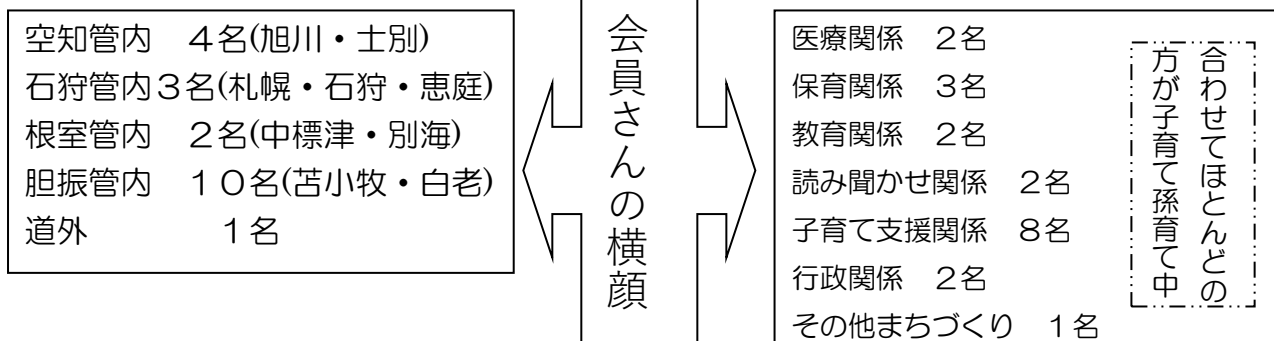 空知管内　４名(旭川・士別)
石狩管内３名(札幌・石狩・恵庭)
根室管内　２名(中標津・別海)
胆振管内　１０名(苫小牧・白老)
道外　　　　１名
会員さんの横顔
医療関係　２名
保育関係　３名
教育関係　２名
読み聞かせ関係　２名
子育て支援関係　８名
行政関係　２名
その他まちづくり　１名
合わせてほとんどの
方が子育て孫育て中